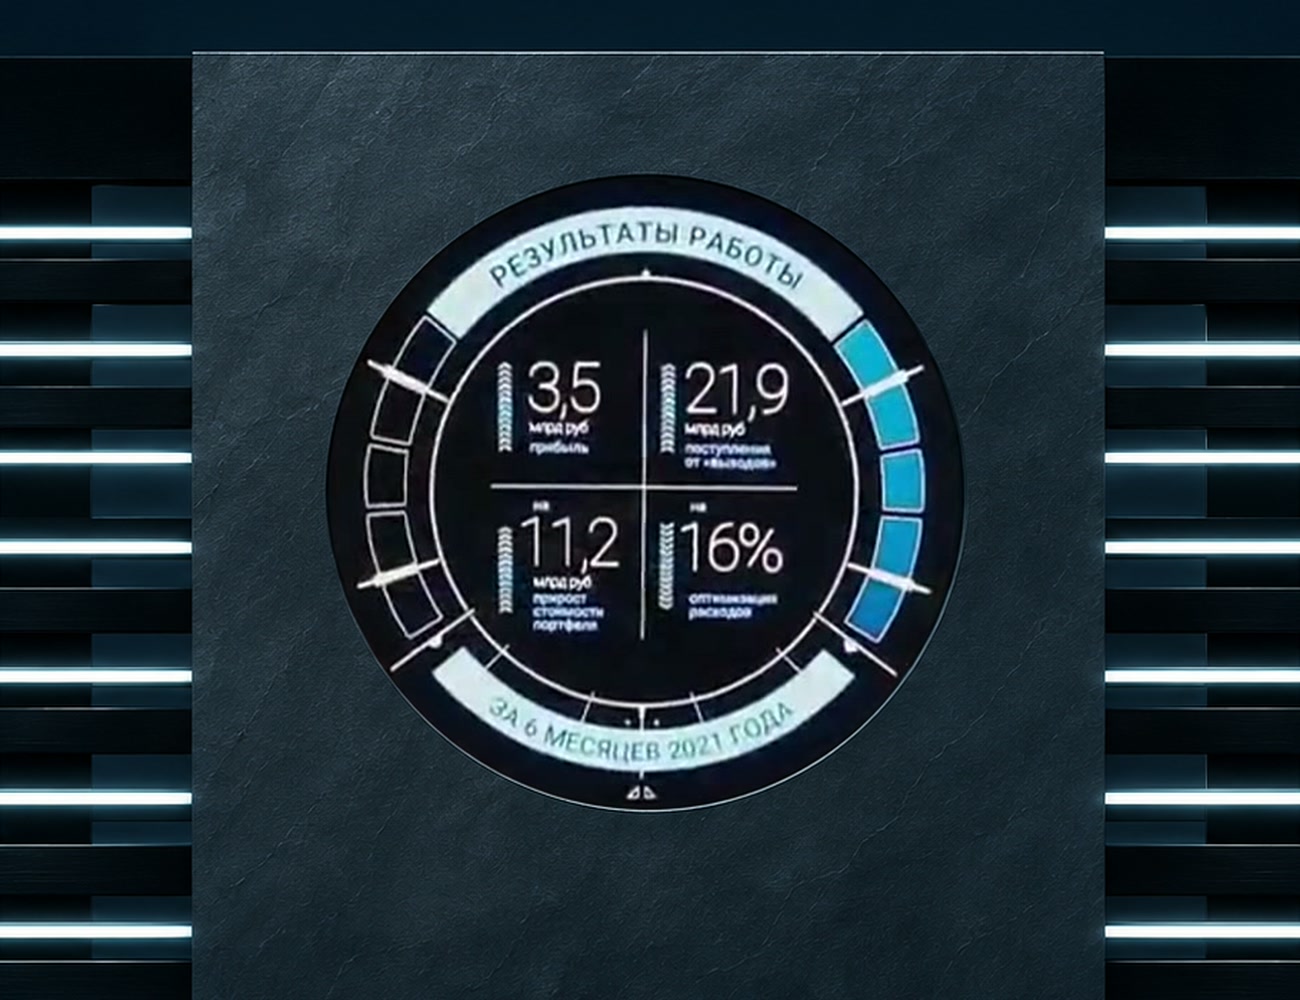 РЕЗУЛЬТАТЫ РАБОТЫ
3,5
млрд руб
прибыль
21,9
млрд руб
поступления
от «выходов»
на
11,2
млрд руб
прирост
стоимости
портфеля
на
16%
оптимизация
расходов
ЗА 6 МЕСЯЦЕВ 2021 ГОДА